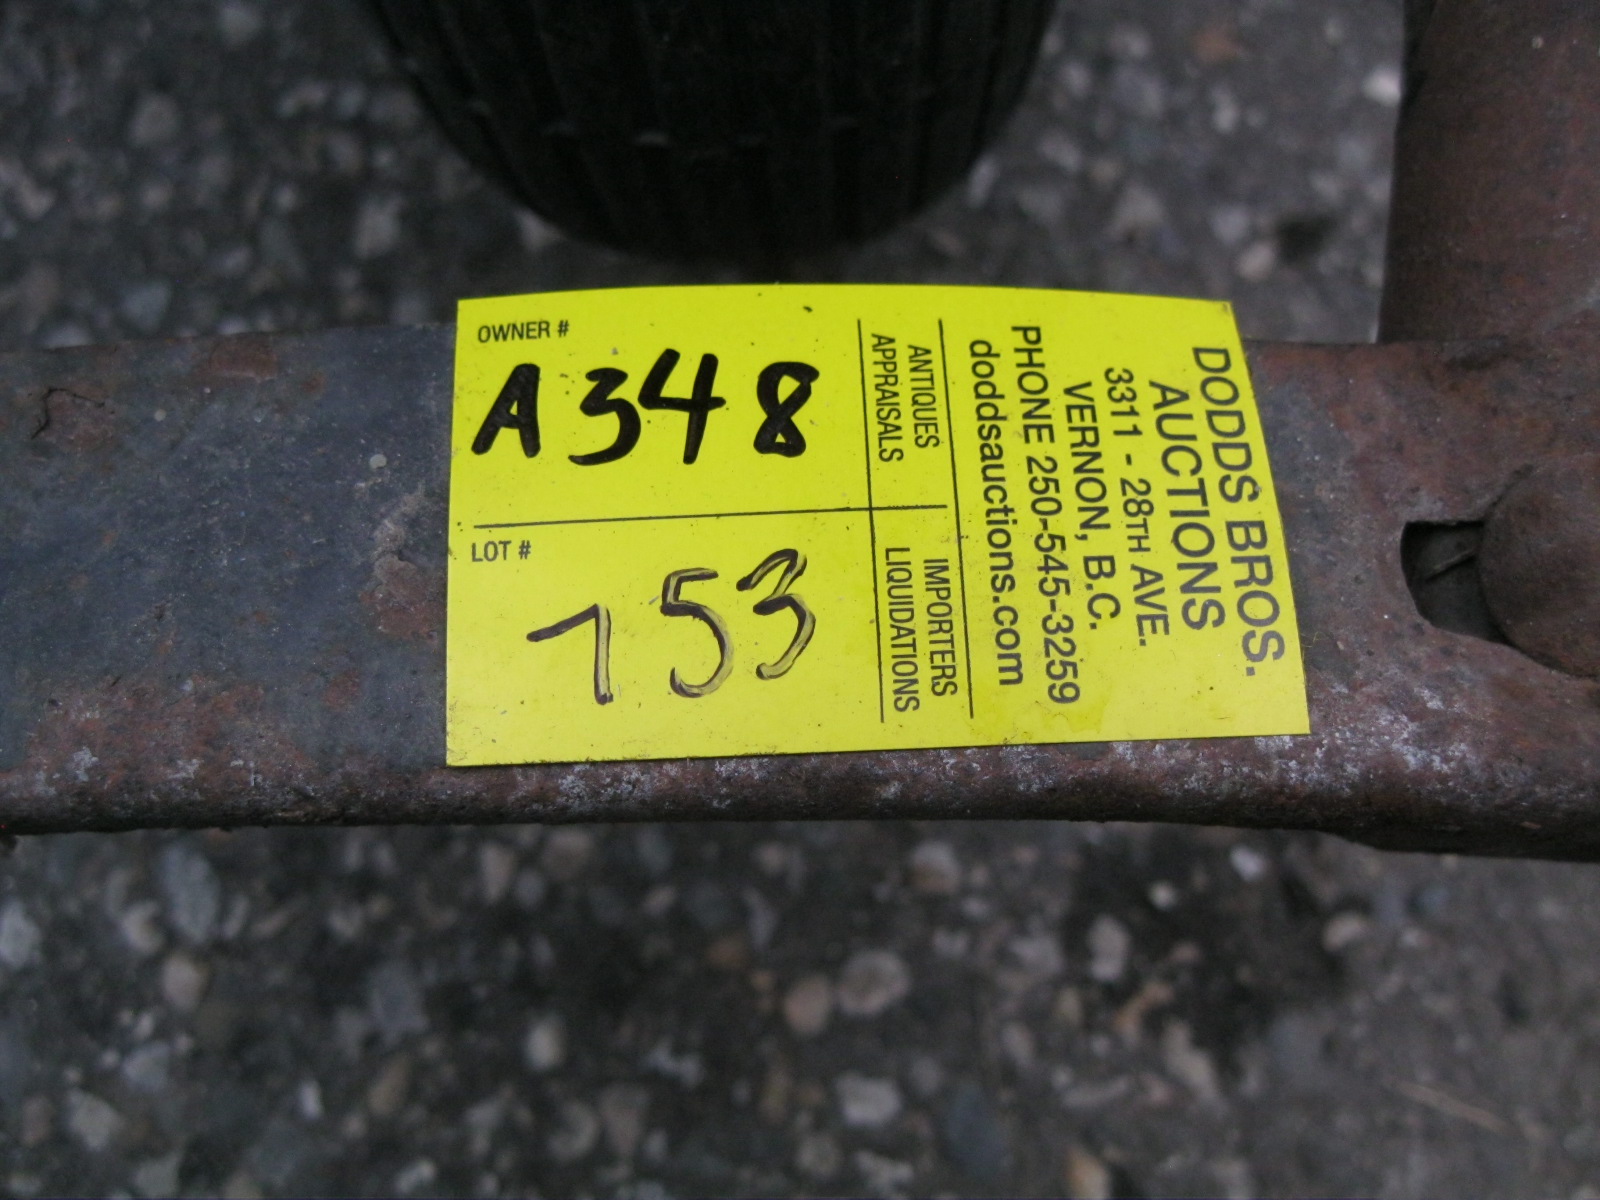 OWNER #
A348
LOT #
753
ANTIQUES
APPRAISALS
IMPORTERS
LIQUIDATIONS
DODDS BROS.
AUCTIONS
3311 - 28TH AVE.
VERNON, B.C.
PHONE 250-545-3259
doddsauctions.com